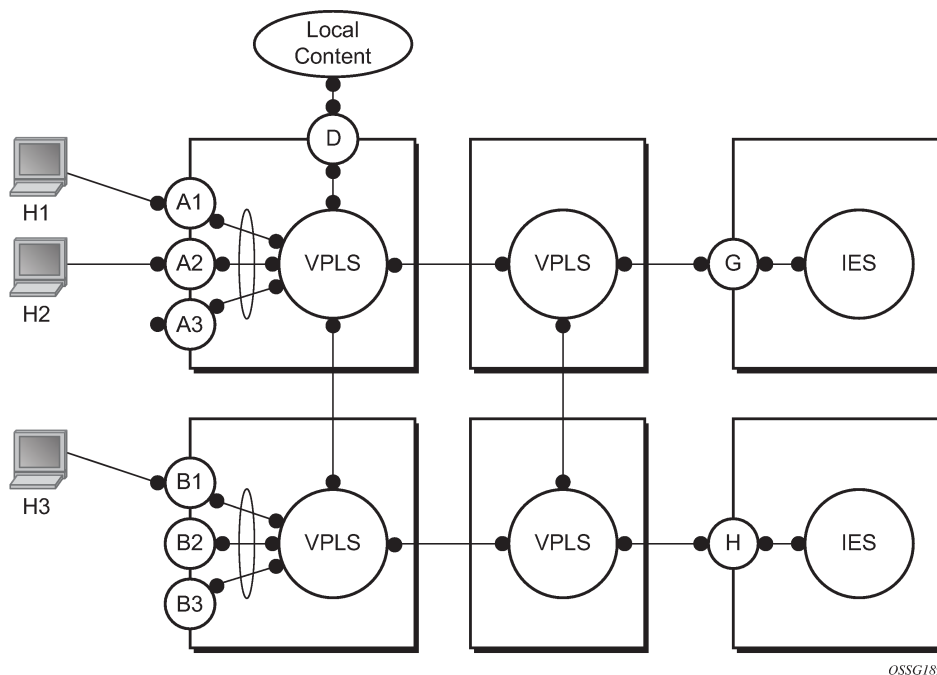 Local
Content
D
H1
A1
A2
A3
VPLS
VPLS
G
IES
H2
H3
B1
B2
B3
VPLS
VPLS
H
IES
OSSG18